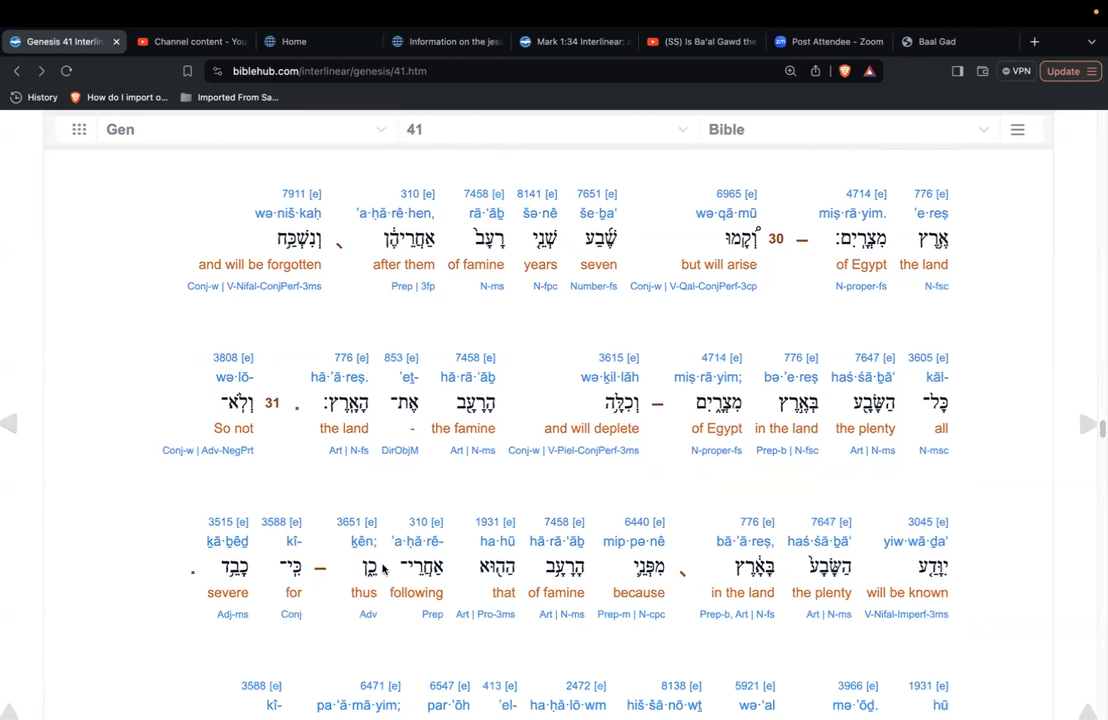 Genesis 41 Interlin
Channel content - You
Home
Information on the jesu
Mark 1:34 Interlinear: a
(SS) Is Ba'al Gawd the
Post Attendee - Zoom
Baal Gad
biblehub.com/interlinear/genesis/41.htm
VPN
Update
History
How do I import o...
Imported From Sa...
Gen 41 Bible
7911 [e] 310 [e] 7458 [e] 8141 [e] 7651 [e] 6965 [e] 4714 [e] 776 [e]
wə·niš·kaḥ 'a·ḥă·rê·hen, rā·'āḇ šə·nê še·ḇa' wə·qā·mū miṣ·rā·yim. 'e·reṣ
אֶ֥רֶץ מִצְרָֽיִם׃ – 30 וְ֠קָמוּ שֶׁ֜בַע שְׁנֵ֤י רָעָב֙ אַחֲרֵיהֶ֔ן 、 וְנִשְׁכַּ֥ח
and will be forgotten after them of famine years seven but will arise of Egypt the land
Conj-w | V-Nifal-ConjPerf-3ms Prep | 3fp N-ms N-fpc Number-fs Conj-w | V-Qal-ConjPerf-3cp N-proper-fs N-fsc
3808 [e] 776 [e] 853 [e] 7458 [e] 3615 [e] 4714 [e] 776 [e] 7647 [e] 3605 [e]
wə·lō- hā·'ā·reṣ. 'eṯ- hā·rā·'āḇ wə·ḵil·lāh miṣ·rā·yim; bə·'e·reṣ haś·śā·ḇā' kāl-
כָּל־ הַשָּׂבָ֖ע בְּאֶ֣רֶץ מִצְרָ֑יִם – וְכִלָּ֥ה הָרָעָ֖ב אֶת־ הָאָֽרֶץ׃ . 31 וְלֹֽא־
So not the land - the famine and will deplete of Egypt in the land the plenty all
Conj-w | Adv-NegPrt Art | N-fs DirObjM Art | N-ms Conj-w | V-Piel-ConjPerf-3ms N-proper-fs Prep-b | N-fsc Art | N-ms N-msc
3515 [e] 3588 [e] 3651 [e] 310 [e] 1931 [e] 7458 [e] 6440 [e] 776 [e] 7647 [e] 3045 [e]
ḵā·ḇêḏ kî- ḵên; 'a·ḥă·rê- ha·hū hā·rā·'āḇ mip·pə·nê bā·'ā·reṣ, haś·śā·ḇā' yiw·wā·ḏa'
יִוָּדַ֤ע הַשָּׂבָע֙ בָּאָ֔רֶץ 、 מִפְּנֵ֛י הָרָעָ֥ב הַה֖וּא אַחֲרֵי־ כֵ֑ן – כִּֽי־ כָבֵ֥ד .
severe for thus following that of famine because in the land the plenty will be known
Adj-ms Conj Adv Prep Art | Pro-3ms Art | N-ms Prep-m | N-cpc Prep-b, Art | N-fs Art | N-ms V-Nifal-Imperf-3ms
3588 [e] 6471 [e] 6547 [e] 413 [e] 2472 [e] 8138 [e] 5921 [e] 3966 [e] 1931 [e]
kî- pa·'ă·mā·yim; par·'ōh 'el- ha·ḥă·lō·wm hiš·šā·nō·wṯ wə·'al mə·'ōḏ. hū